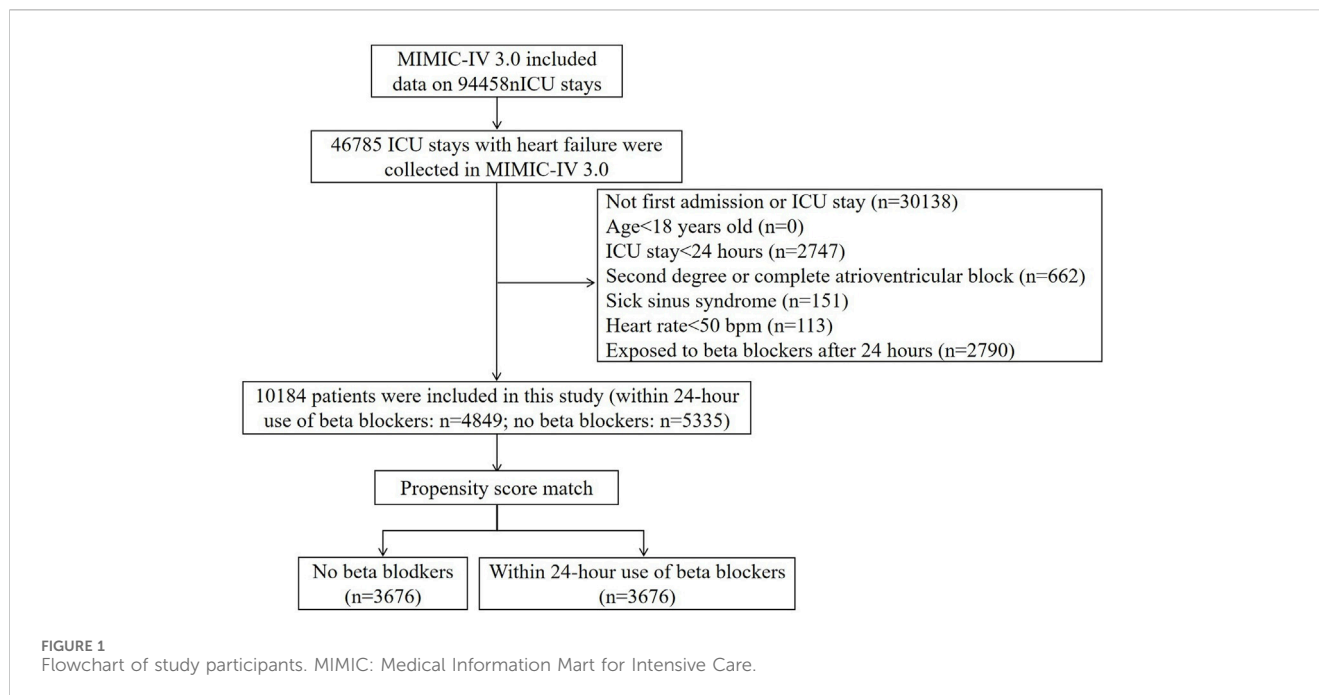 MIMIC-IV 3.0 included
data on 94458nICU stays
46785 ICU stays with heart failure were
collected in MIMIC-IV 3.0
Not first admission or ICU stay (n=30138)
Age<18 years old (n=0)
ICU stay<24 hours (n=2747)
Second degree or complete atrioventricular block (n=662)
Sick sinus syndrome (n=151)
Heart rate<50 bpm (n=113)
Exposed to beta blockers after 24 hours (n=2790)
10184 patients were included in this study (within 24-hour
use of beta blockers: n=4849; no beta blockers: n=5335)
Propensity score match
No beta blodkers
(n=3676)
Within 24-hour use of beta blockers
(n=3676)
FIGURE 1
Flowchart of study participants. MIMIC: Medical Information Mart for Intensive Care.